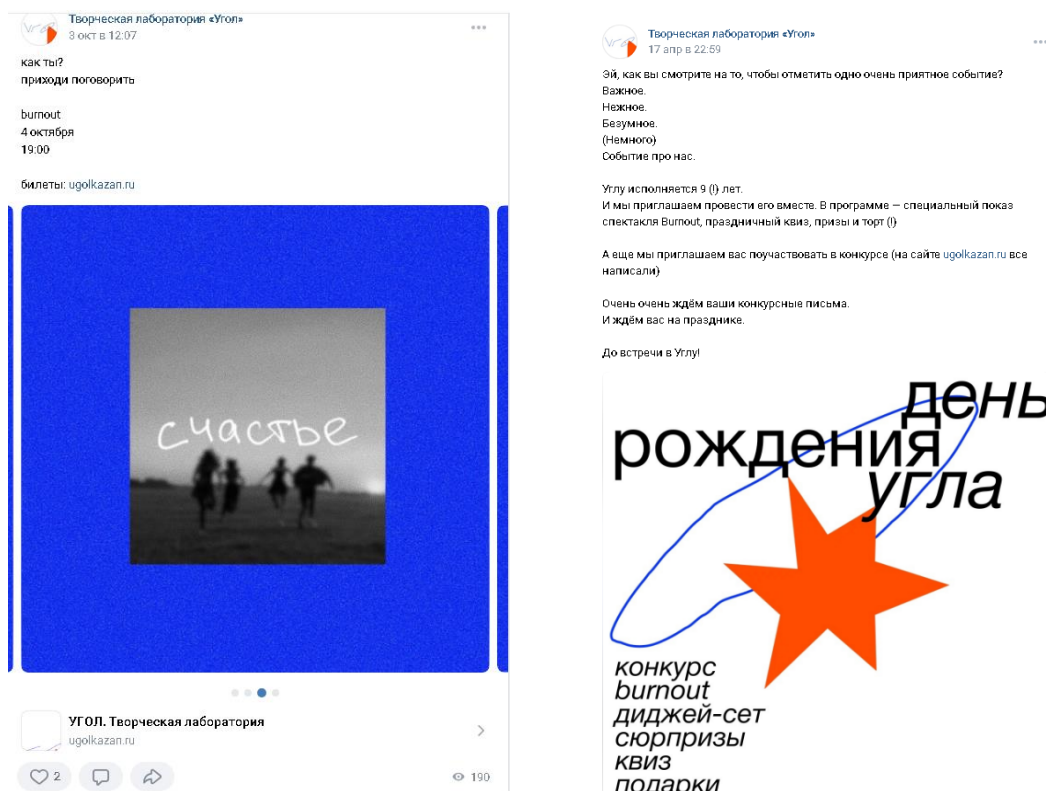 Творческая лаборатория «Угол»
3 окт в 12:07
как ты?
приходи поговорить
burnout
4 октября
19:00
билеты: ugolkazan.ru
счастье
УГОЛ. Творческая лаборатория
ugolkazan.ru
2
190
Творческая лаборатория «Угол»
17 апр в 22:59
Эй, как вы смотрите на то, чтобы отметить одно очень приятное событие?
Важное.
Нежное.
Безумное.
(Немного)
Событие про нас.
Углу исполняется 9 (!) лет.
И мы приглашаем провести его вместе. В программе — специальный показ
спектакля Burnout, праздничный квиз, призы и торт (!)
А еще мы приглашаем вас поучаствовать в конкурсе (на сайте ugolkazan.ru все
написали)
Очень очень ждём ваши конкурсные письма.
И ждём вас на празднике.
До встречи в Углу!
день
рождения
угла
конкурс
burnout
диджей-сет
сюрпризы
квиз
подарки